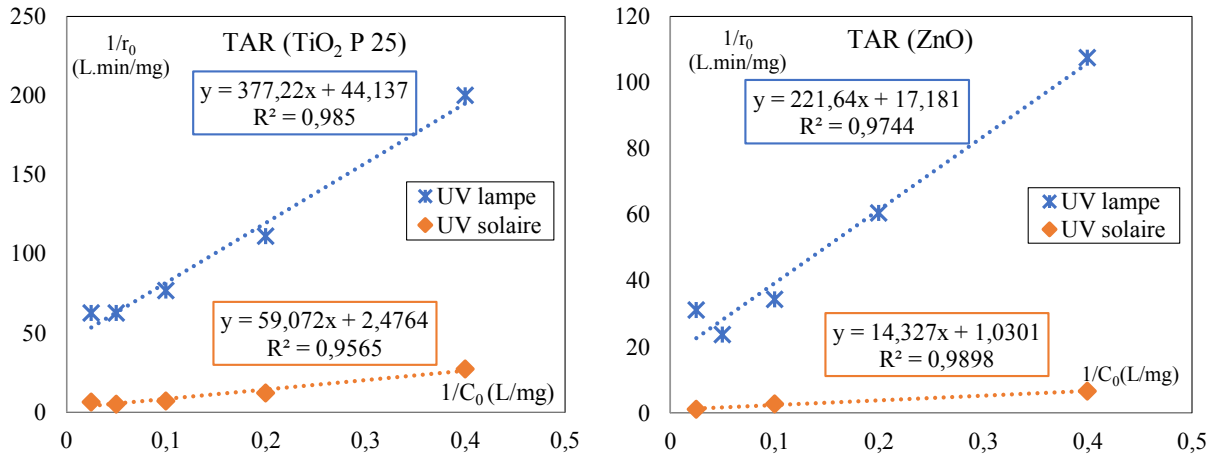 TAR (TiO₂ P 25)
1/r₀
(L.min/mg)
y = 377,22x + 44,137
R² = 0,985
UV lampe
UV solaire
y = 59,072x + 2,4764
R² = 0,9565
1/C₀ (L/mg)
250
200
150
100
50
0
0
0,1
0,2
0,3
0,4
0,5
TAR (ZnO)
1/r₀
(L.min/mg)
y = 221,64x + 17,181
R² = 0,9744
UV lampe
UV solaire
y = 14,327x + 1,0301
R² = 0,9898
1/C₀ (L/mg)
120
100
80
60
40
20
0
0
0,1
0,2
0,3
0,4
0,5